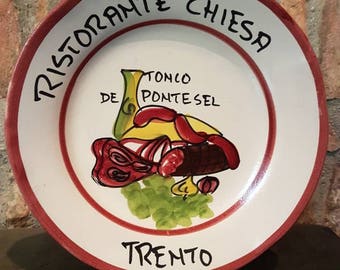 RISTORANTE CHIESA
TONCO
DE PONTESEL
TRENTO